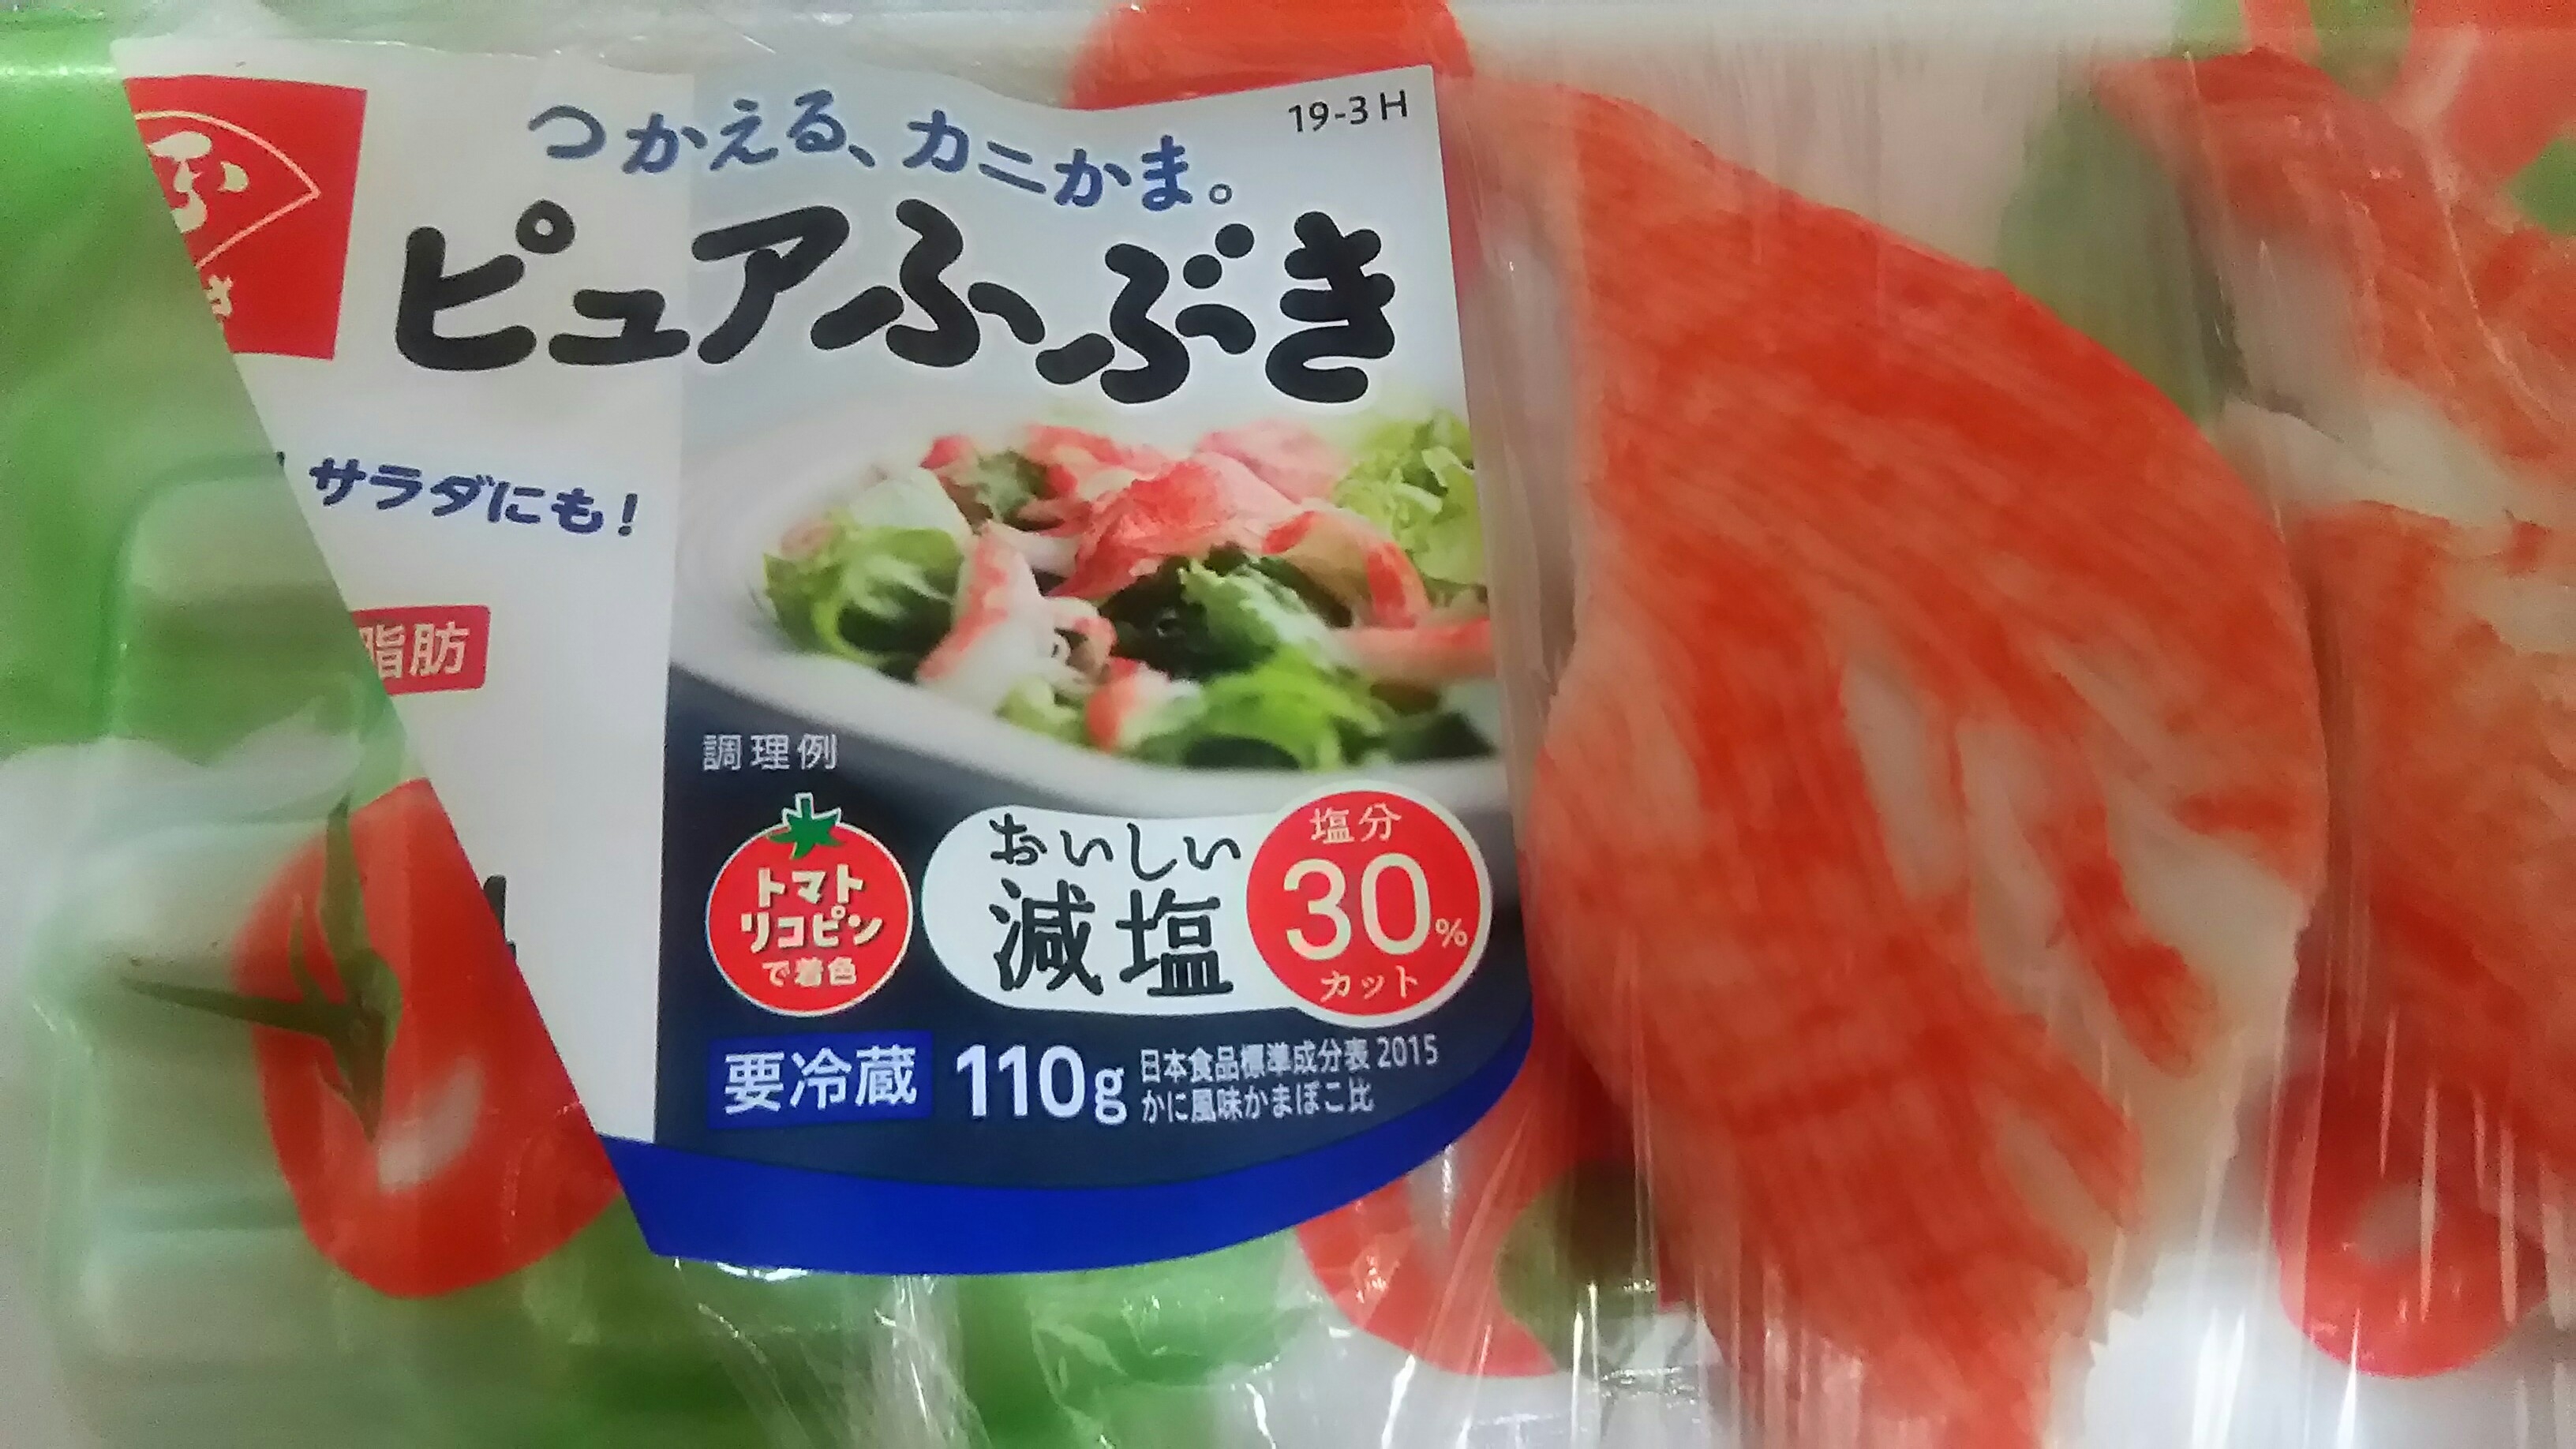 19-3 H
つかえる、カニかま。
ピュアふぶき
サラダにも!
脂肪
調理例
トマト
リコピン
で着色
おいしい
減塩
塩分
30%
カット
要冷蔵
110g
日本食品標準成分表 2015
かに風味かまぼこ比